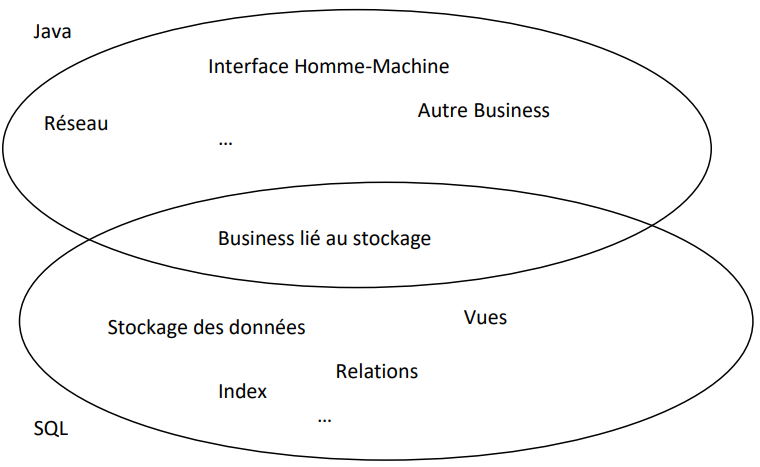 Java
Interface Homme-Machine
Autre Business
Réseau
...
Business lié au stockage
Vues
Stockage des données
Relations
Index
...
SQL